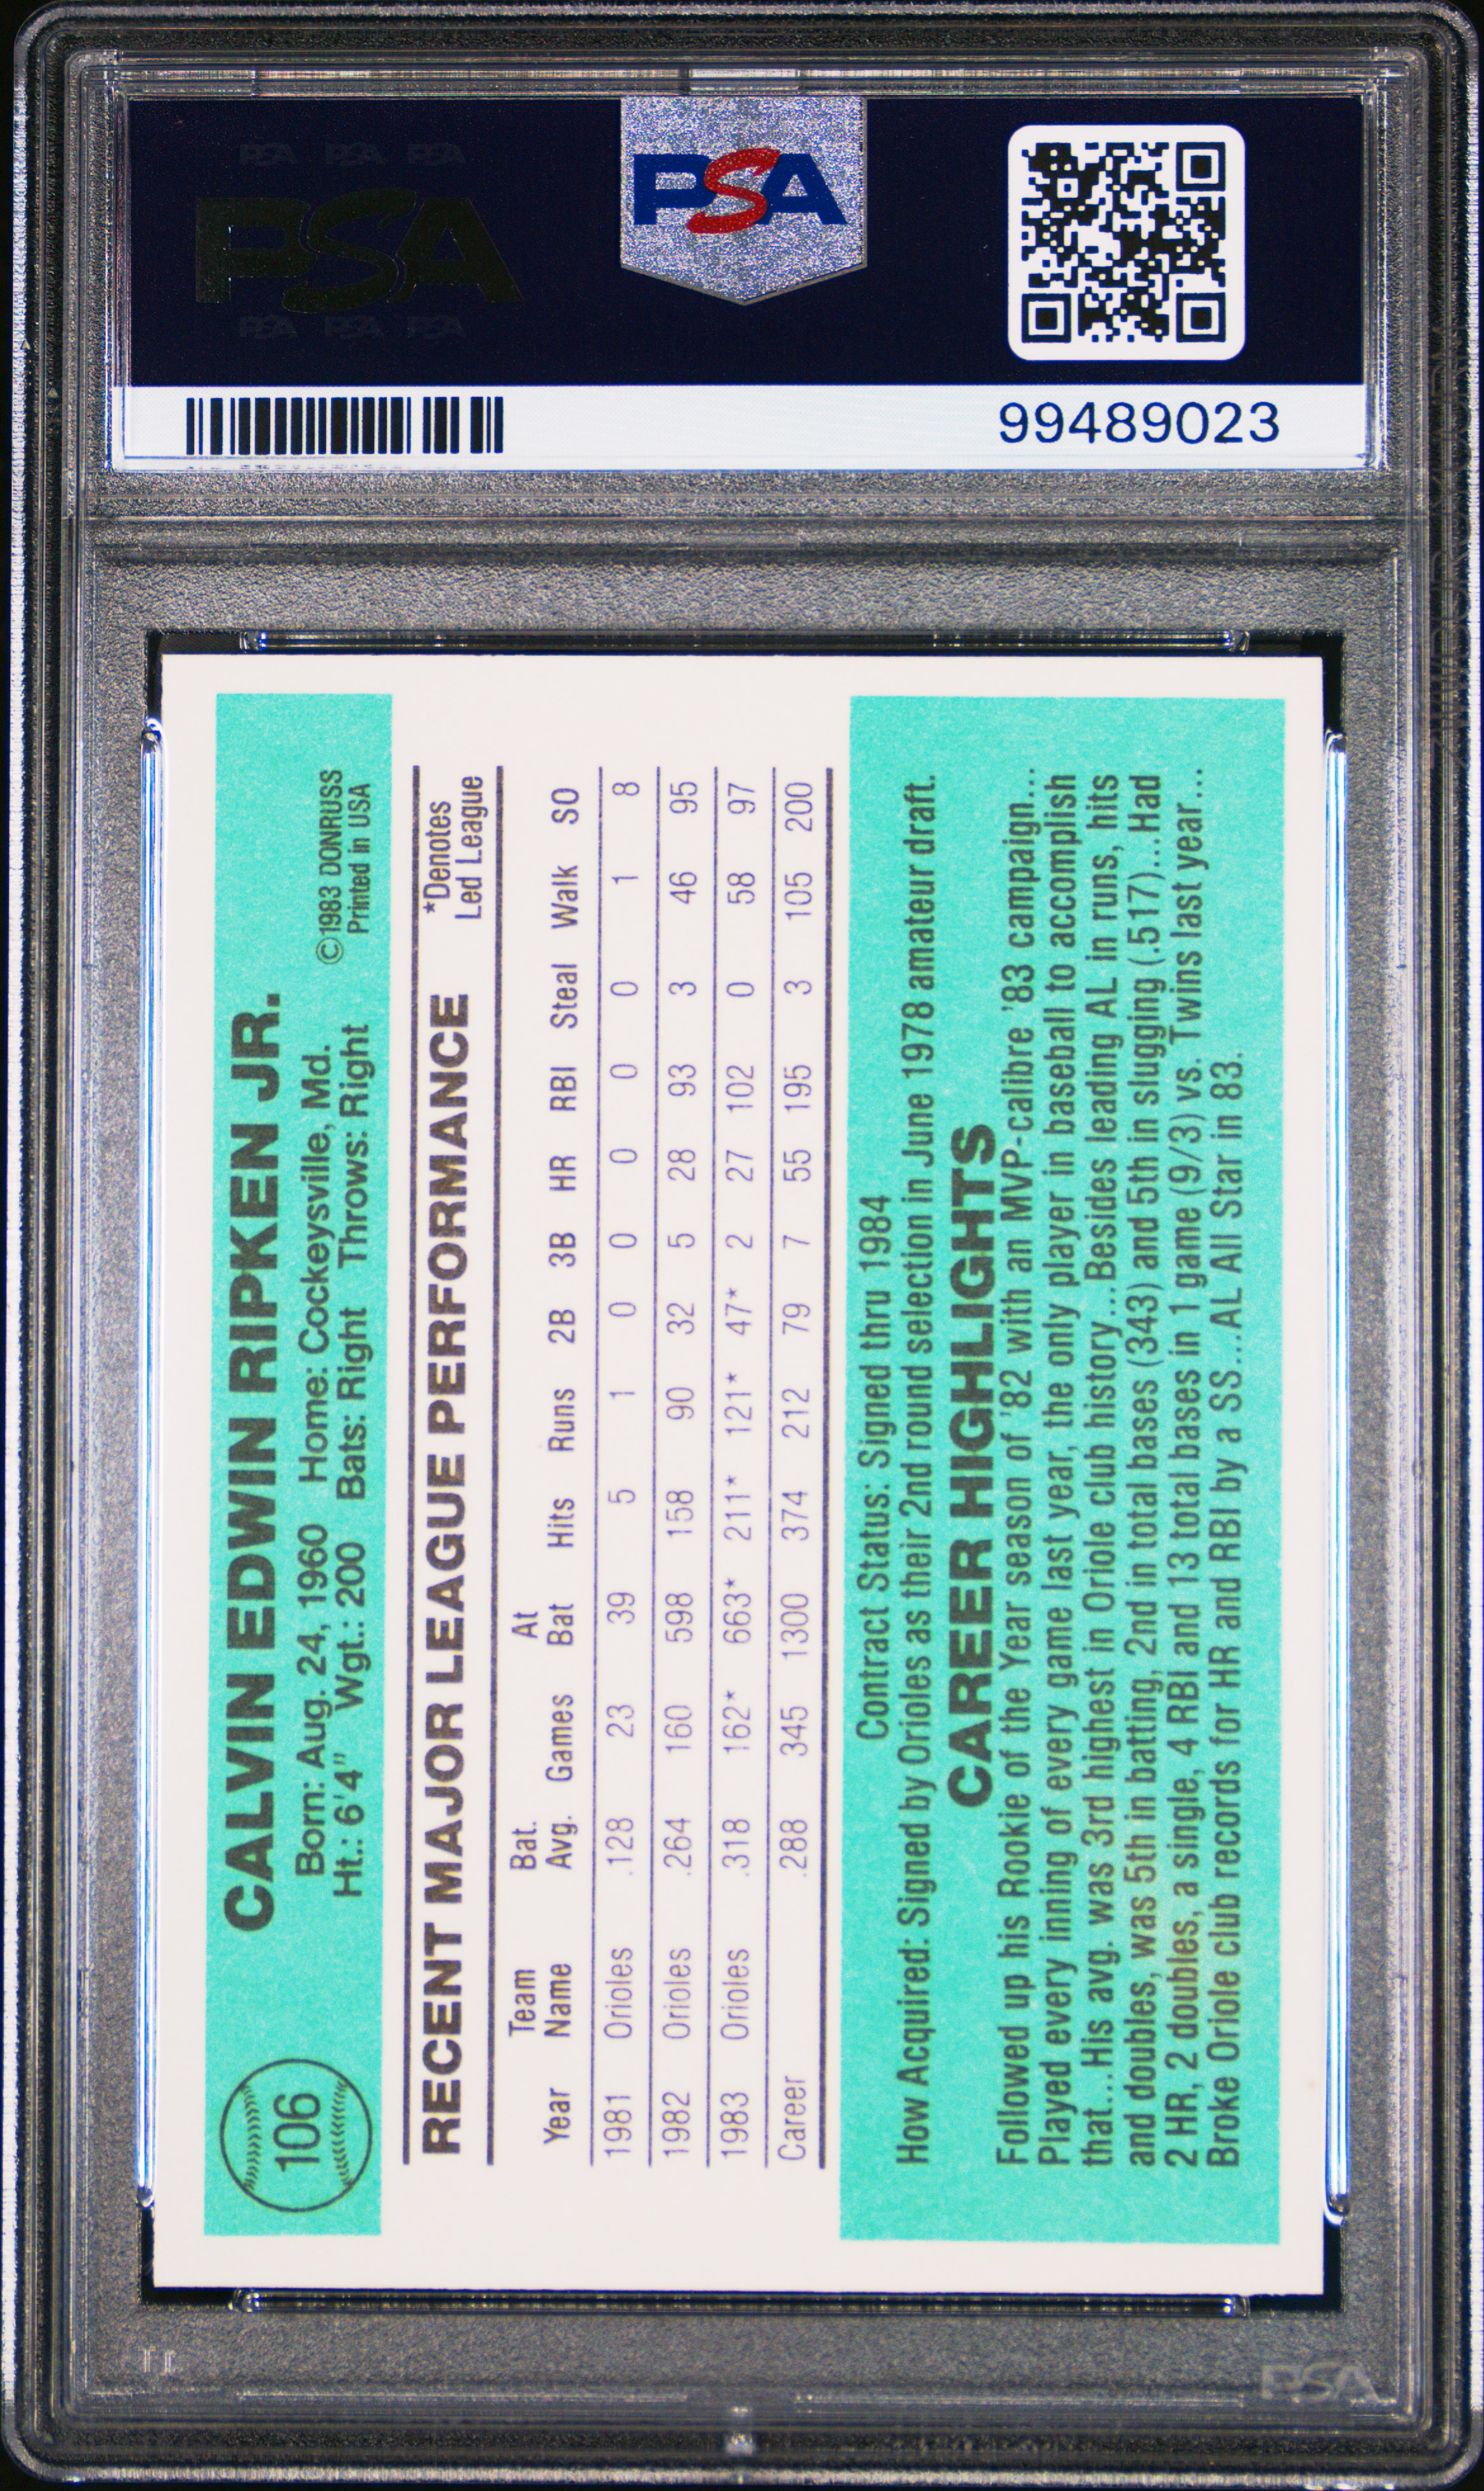 PSA PSA PSA
PSA
PSA PSA PSA
PSA
99489023
106
CALVIN EDWIN RIPKEN JR.
Born: Aug. 24, 1960 Home: Cockeysville, Md.
Ht.: 6'4" Wgt.: 200 Bats: Right Throws: Right
©1983 DONRUSS
Printed in USA
RECENT MAJOR LEAGUE PERFORMANCE
*Denotes
Led League
Year Team Name Bat. Avg. Games At Bat Hits Runs 2B 3B HR RBI Steal Walk SO
1981 Orioles .128 23 39 5 1 0 0 0 0 0 1 8
1982 Orioles .264 160 598 158 90 32 5 28 93 3 46 95
1983 Orioles .318 162* 663* 211* 121* 47* 2 27 102 0 58 97
Career .288 345 1300 374 212 79 7 55 195 3 105 200
Contract Status: Signed thru 1984
How Acquired: Signed by Orioles as their 2nd round selection in June 1978 amateur draft.
CAREER HIGHLIGHTS
Followed up his Rookie of the Year season of '82 with an MVP-calibre '83 campaign...
Played every inning of every game last year, the only player in baseball to accomplish
that...His avg. was 3rd highest in Oriole club history...Besides leading AL in runs, hits
and doubles, was 5th in batting, 2nd in total bases (343) and 5th in slugging (.517)...Had
2 HR, 2 doubles, a single, 4 RBI and 13 total bases in 1 game (9/3) vs. Twins last year...
Broke Oriole club records for HR and RBI by a SS...AL All Star in 83.
PSA